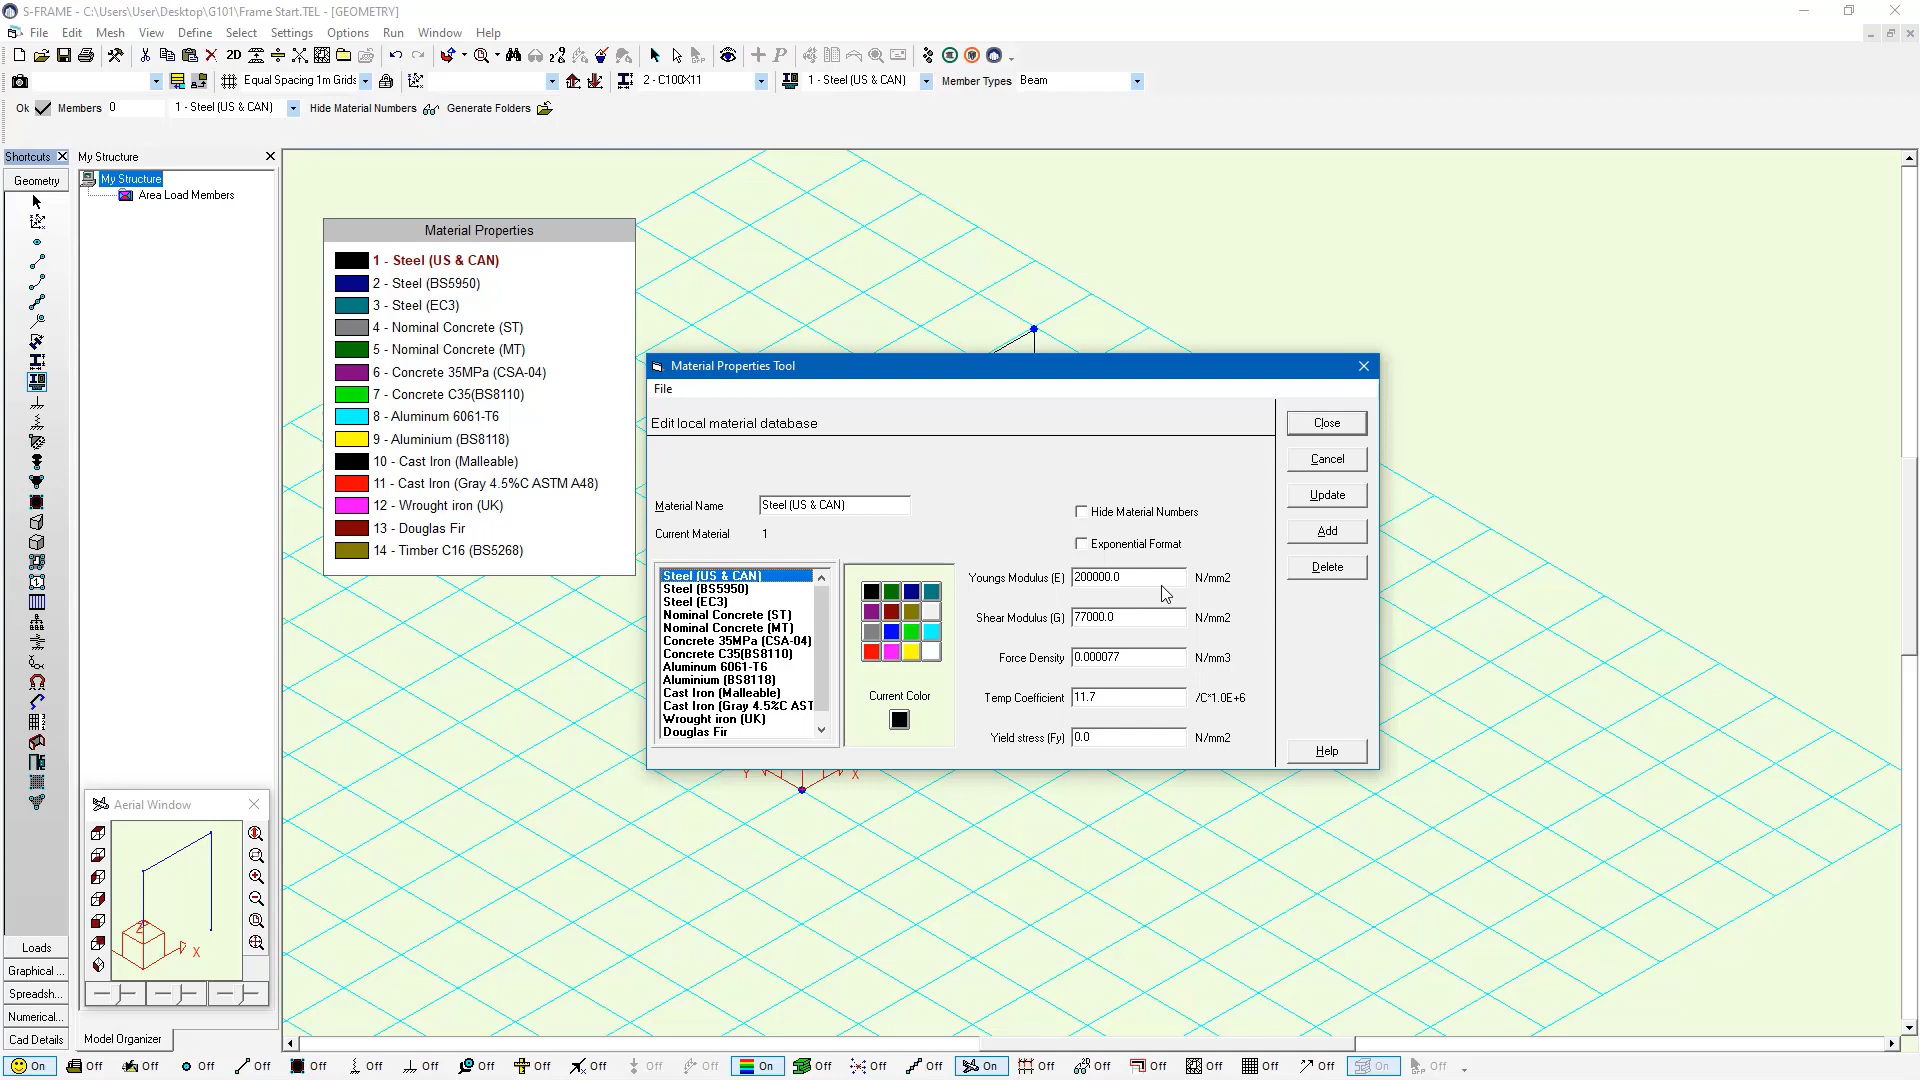 S-FRAME - C:\Users\User\Desktop\G101\Frame Start.TEL - [GEOMETRY]
File Edit Mesh View Define Select Settings Options Run Window Help
2D
Equal Spacing 1m Grids 2 - C100X11 1 - Steel (US & CAN) Member Types Beam
Ok Members 0 1 - Steel (US & CAN) Hide Material Numbers Generate Folders
Shortcuts
Geometry
Loads
Graphical ...
Spreadsh...
Numerical...
Cad Details
My Structure
My Structure
Area Load Members
Aerial Window
Z
X
Model Organizer
Material Properties
1 - Steel (US & CAN)
2 - Steel (BS5950)
3 - Steel (EC3)
4 - Nominal Concrete (ST)
5 - Nominal Concrete (MT)
6 - Concrete 35MPa (CSA-04)
7 - Concrete C35(BS8110)
8 - Aluminum 6061-T6
9 - Aluminium (BS8118)
10 - Cast Iron (Malleable)
11 - Cast Iron (Gray 4.5%C ASTM A48)
12 - Wrought iron (UK)
13 - Douglas Fir
14 - Timber C16 (BS5268)
Material Properties Tool
File
Edit local material database
Material Name Steel (US & CAN)
Current Material 1
Steel (US & CAN)
Steel (BS5950)
Steel (EC3)
Nominal Concrete (ST)
Nominal Concrete (MT)
Concrete 35MPa (CSA-04)
Concrete C35(BS8110)
Aluminum 6061-T6
Aluminium (BS8118)
Cast Iron (Malleable)
Cast Iron (Gray 4.5%C AST
Wrought iron (UK)
Douglas Fir
Current Color
Hide Material Numbers
Exponential Format
Youngs Modulus (E) 200000.0 N/mm2
Shear Modulus (G) 77000.0 N/mm2
Force Density 0.000077 N/mm3
Temp Coefficient 11.7 /C*1.0E+6
Yield stress (Fy) 0.0 N/mm2
Close
Cancel
Update
Add
Delete
Help
Y X
On Off Off Off Off Off Off Off Off Off Off Off Off On Off Off Off On Off Off Off Off Off Off On Off